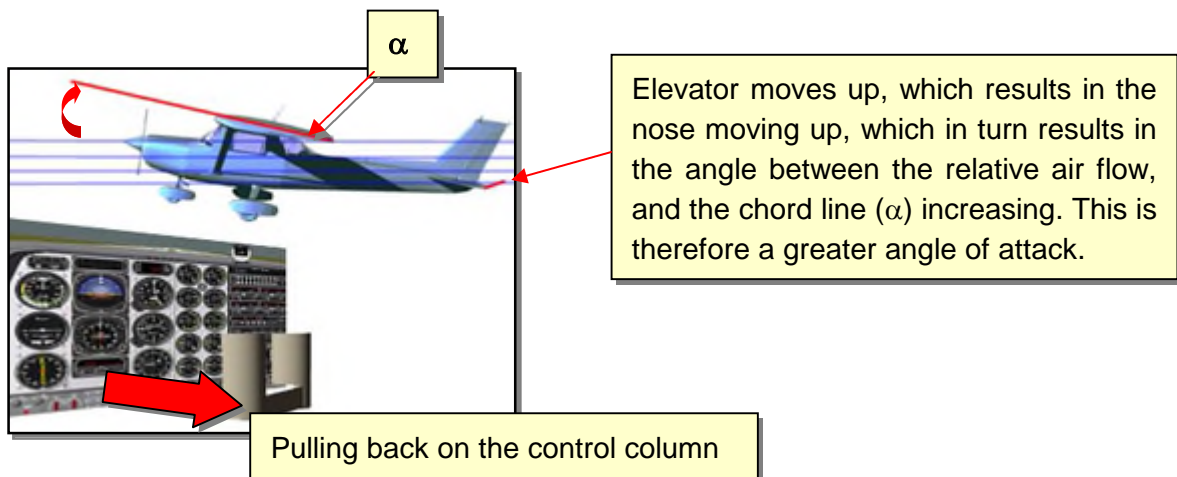 α
Elevator moves up, which results in the
nose moving up, which in turn results in
the angle between the relative air flow,
and the chord line (α) increasing. This is
therefore a greater angle of attack.
Pulling back on the control column